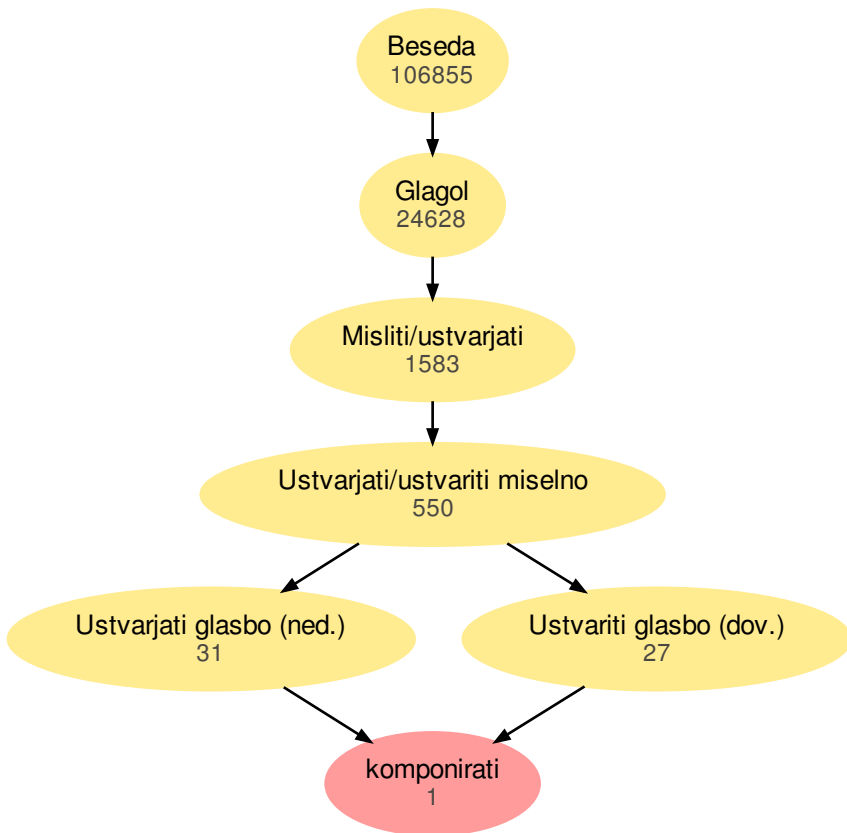 Beseda
106855
Glagol
24628
Misliti/ustvarjati
1583
Ustvarjati/ustvariti miselno
550
Ustvarjati glasbo (ned.)
31
Ustvariti glasbo (dov.)
27
komponirati
1